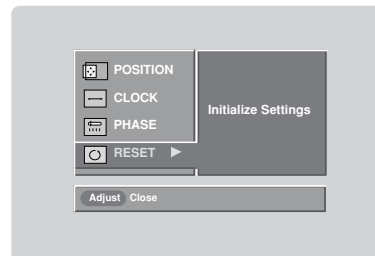 POSITION
CLOCK
PHASE
RESET
Initialize Settings
Adjust Close